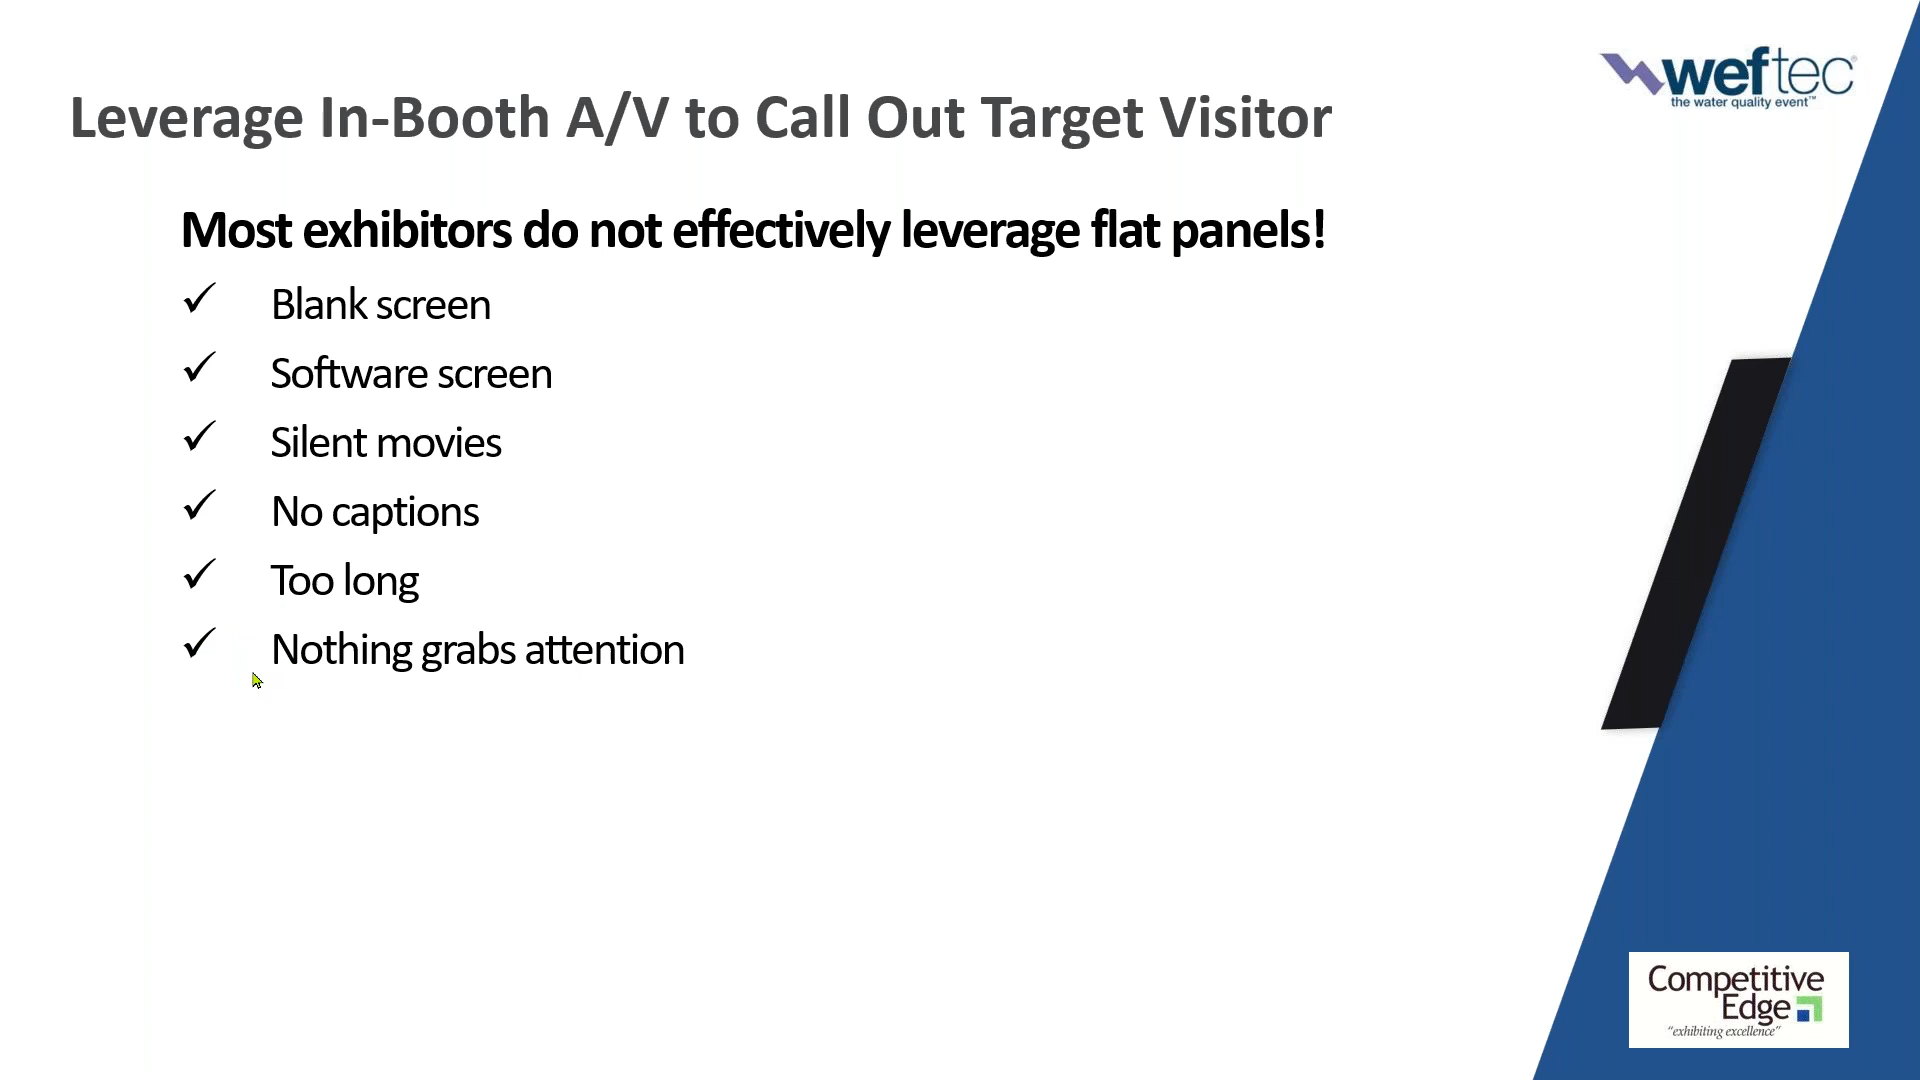 weftec®
the water quality event™
Leverage In-Booth A/V to Call Out Target Visitor
Most exhibitors do not effectively leverage flat panels!
✓ Blank screen
✓ Software screen
✓ Silent movies
✓ No captions
✓ Too long
✓ Nothing grabs attention
Competitive
Edge
"exhibiting excellence"